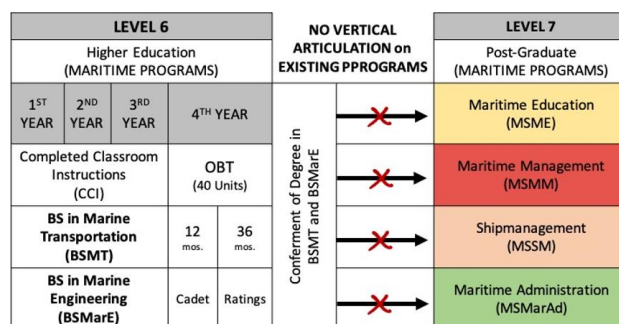 LEVEL 6
Higher Education
(MARITIME PROGRAMS)
NO VERTICAL
ARTICULATION on
EXISTING PPROGRAMS
LEVEL 7
Post-Graduate
(MARITIME PROGRAMS)
1ST
YEAR
2ND
YEAR
3RD
YEAR
4TH YEAR
Completed Classroom
Instructions
(CCI)
OBT
(40 Units)
BS in Marine
Transportation
(BSMT)
12
mos.
36
mos.
BS in Marine
Engineering
(BSMarE)
Cadet
Ratings
Conferment of Degree in
BSMT and BSMarE
Maritime Education
(MSME)
Maritime Management
(MSMM)
Shipmanagement
(MSSM)
Maritime Administration
(MSMarAd)